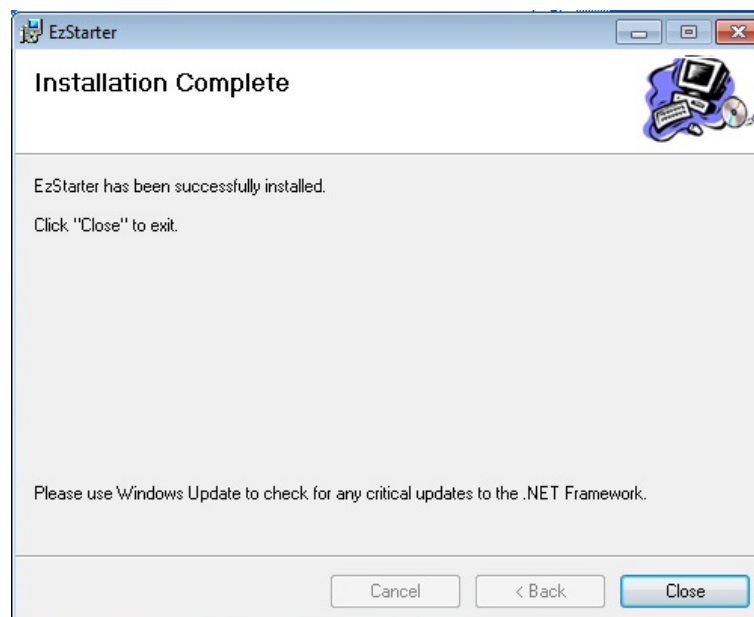 EzStarter
Installation Complete
EzStarter has been successfully installed.
Click "Close" to exit.
Please use Windows Update to check for any critical updates to the .NET Framework.
Cancel
< Back
Close